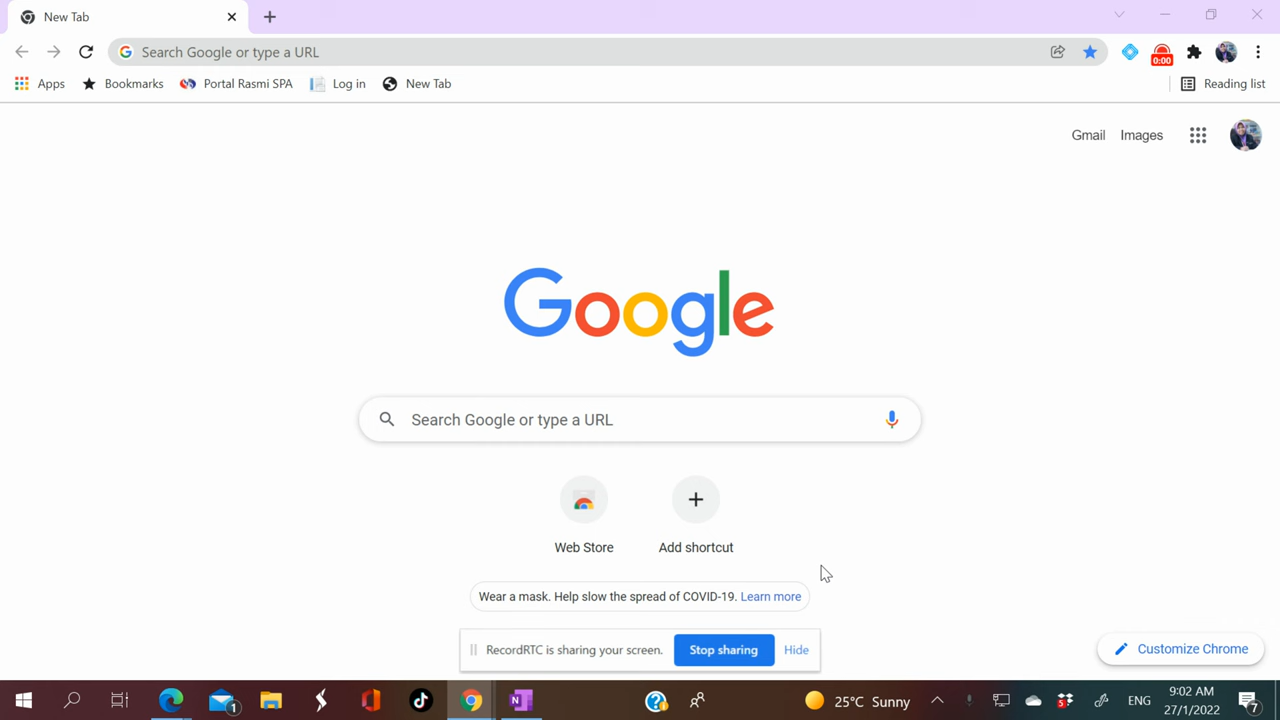 New Tab
Search Google or type a URL
0:00
Apps
Bookmarks
Portal Rasmi SPA
Log in
New Tab
Reading list
Gmail
Images
Google
Search Google or type a URL
Web Store
Add shortcut
Wear a mask. Help slow the spread of COVID-19. Learn more
RecordRTC is sharing your screen.
Stop sharing
Hide
Customize Chrome
1
N
25°C Sunny
5
ENG
9:02 AM
27/1/2022
7